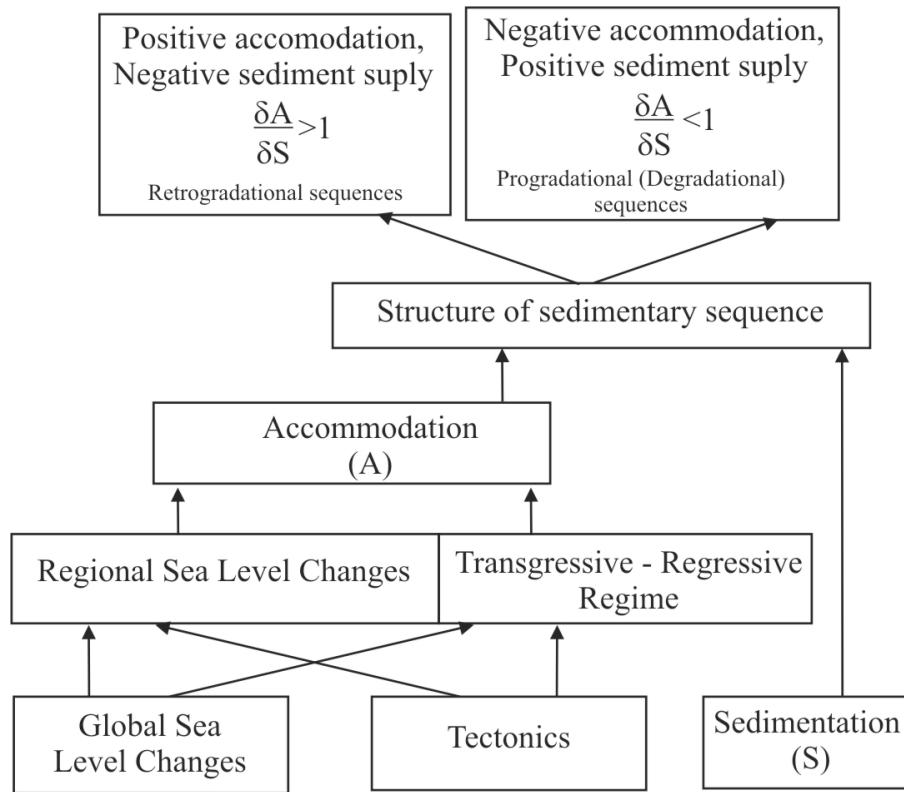 Positive accomodation,
Negative sediment suply
δA
δS
>1
Retrogradational sequences
Negative accommodation,
Positive sediment suply
δA
δS
<1
Progradational (Degradational)
sequences
Structure of sedimentary sequence
Accommodation
(A)
Regional Sea Level Changes
Transgressive - Regressive
Regime
Global Sea
Level Changes
Tectonics
Sedimentation
(S)